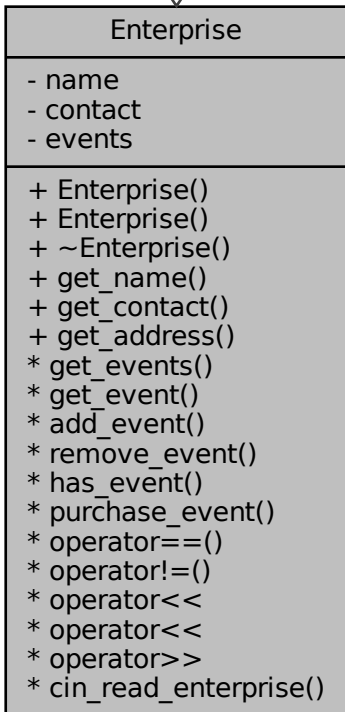 Enterprise
- name
- contact
- events
+ Enterprise()
+ Enterprise()
+ ~Enterprise()
+ get_name()
+ get_contact()
+ get_address()
* get_events()
* get_event()
* add_event()
* remove_event()
* has_event()
* purchase_event()
* operator==()
* operator!=()
* operator<<
* operator<<
* operator>>
* cin_read_enterprise()